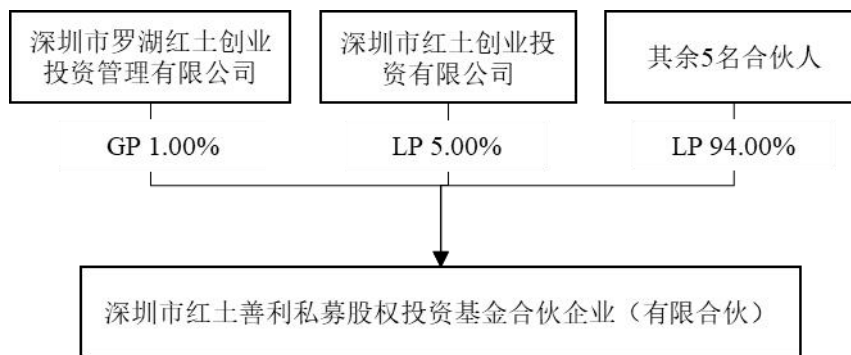 深圳市罗湖红土创业
投资管理有限公司
深圳市红土创业投
资有限公司
其余5名合伙人
GP 1.00%
LP 5.00%
LP 94.00%
深圳市红土善利私募股权投资基金合伙企业（有限合伙）